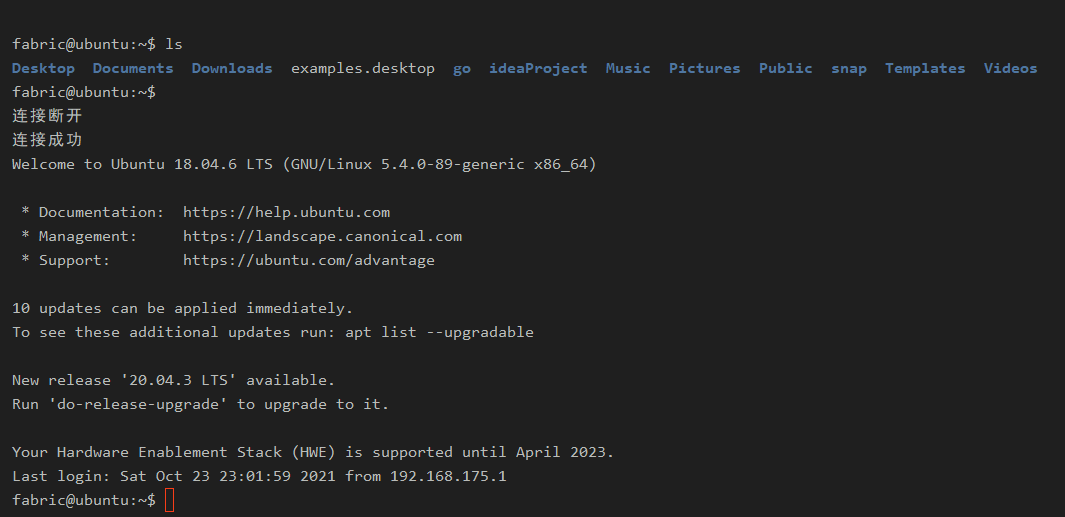 fabric@ubuntu:~$ ls
Desktop  Documents  Downloads  examples.desktop  go  ideaProject  Music  Pictures  Public  snap  Templates  Videos
fabric@ubuntu:~$
连接断开
连接成功
Welcome to Ubuntu 18.04.6 LTS (GNU/Linux 5.4.0-89-generic x86_64)
* Documentation:  https://help.ubuntu.com
* Management:     https://landscape.canonical.com
* Support:        https://ubuntu.com/advantage
10 updates can be applied immediately.
To see these additional updates run: apt list --upgradable
New release '20.04.3 LTS' available.
Run 'do-release-upgrade' to upgrade to it.
Your Hardware Enablement Stack (HWE) is supported until April 2023.
Last login: Sat Oct 23 23:01:59 2021 from 192.168.175.1
fabric@ubuntu:~$